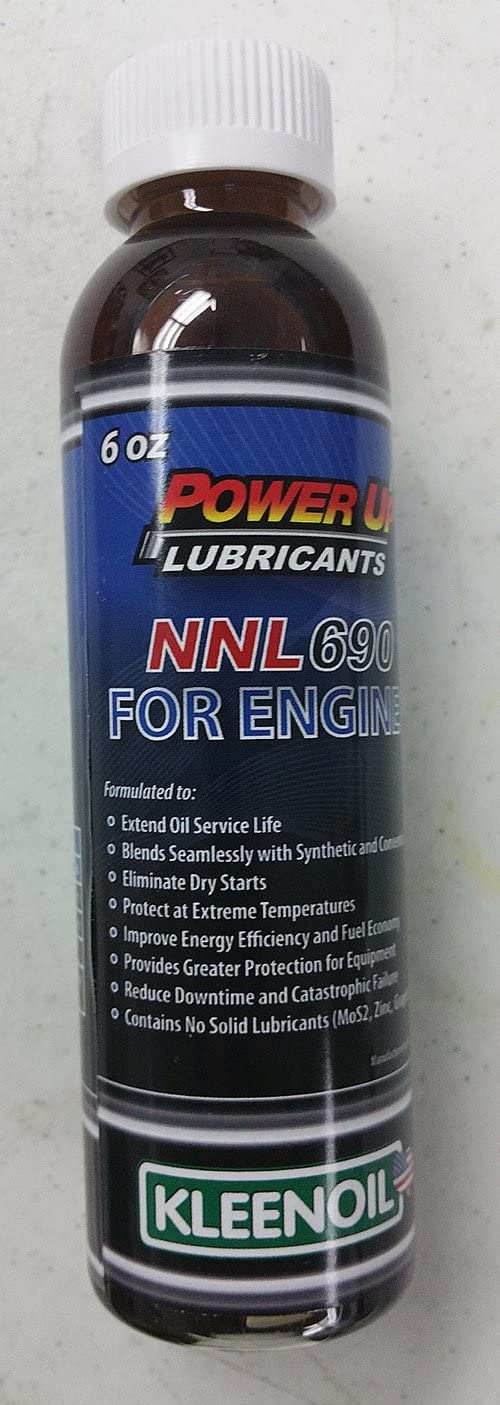 6 oz
POWER UP
LUBRICANTS
NNL690
FOR ENGINE
Formulated to:
Extend Oil Service Life
Blends Seamlessly with Synthetic and
Eliminate Dry Starts
Protect at Extreme Temperatures
Improve Energy Efficiency and Fuel Economy
Provides Greater Protection for Equipment
Reduce Downtime and Catastrophic Failure
Contains No Solid Lubricants (MoS2, Zinc,
KLEENOIL